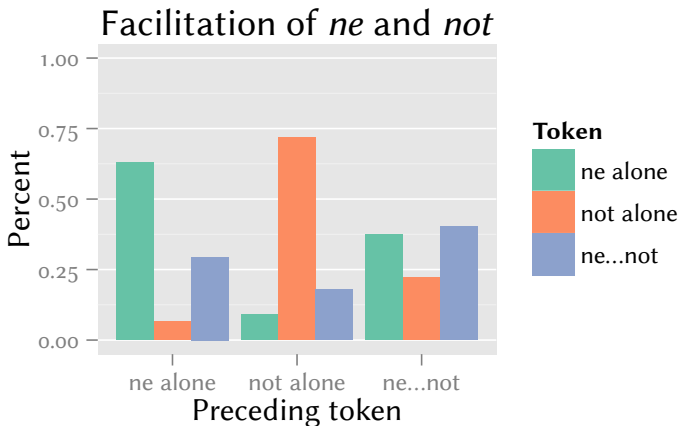 Facilitation of ne and not
Percent
1.00
0.75
0.50
0.25
0.00
ne alone
not alone
ne...not
Preceding token
Token
ne alone
not alone
ne...not